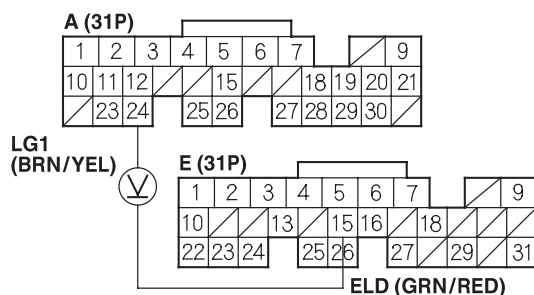 A (31P)
1 2 3 4 5 6 7 9
10 11 12 15 18 19 20 21
23 24 25 26 27 28 29 30
LG1
(BRN/YEL)
V
E (31P)
1 2 3 4 5 6 7 9
10 13 15 16 18
22 23 24 25 26 27 29 31
ELD (GRN/RED)